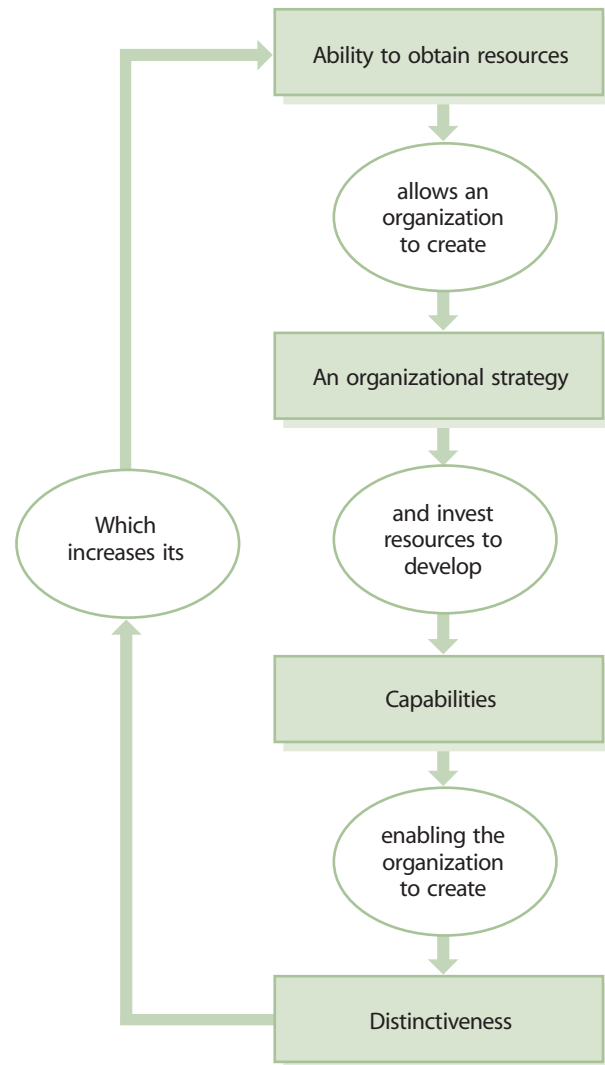 Ability to obtain resources
allows an
organization
to create
An organizational strategy
and invest
resources to
develop
Capabilities
enabling the
organization
to create
Distinctiveness
Which
increases its